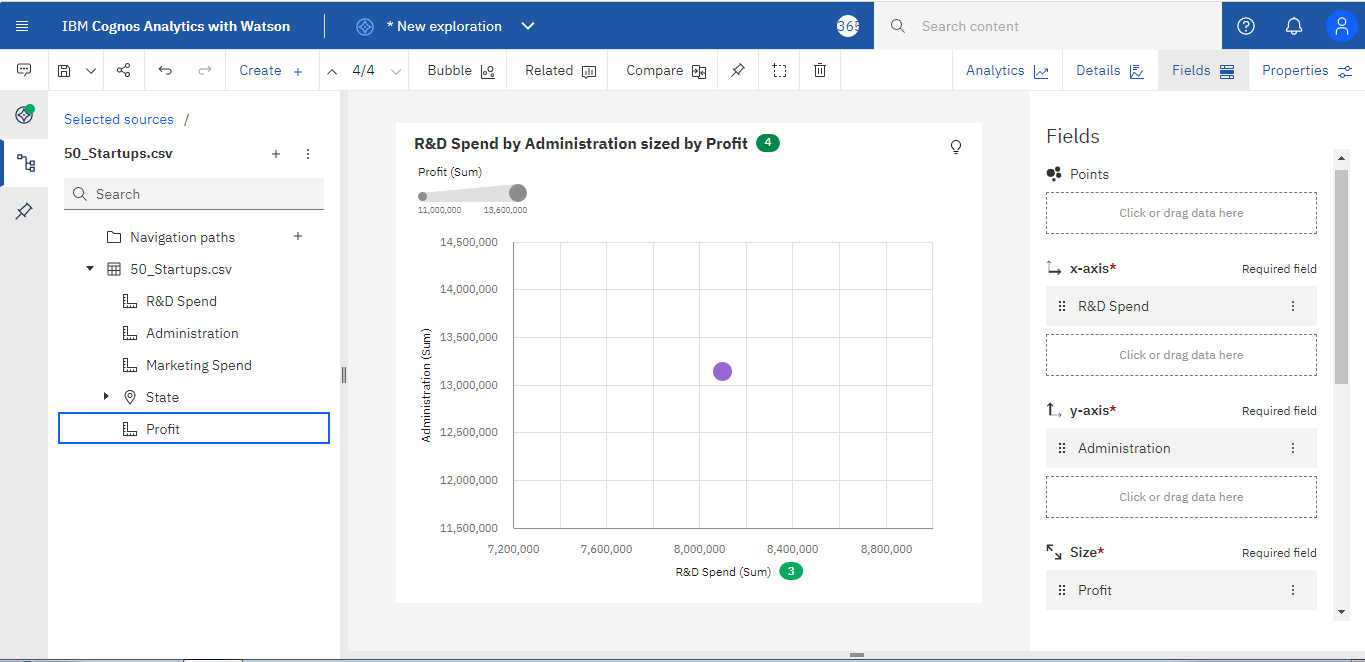 IBM Cognos Analytics with Watson
* New exploration
365
Search content
Create +
4/4
Bubble
Related
Compare
Analytics
Details
Fields
Properties
Selected sources /
50_Startups.csv
Search
Navigation paths
50_Startups.csv
R&D Spend
Administration
Marketing Spend
State
Profit
R&D Spend by Administration sized by Profit 4
Profit (Sum)
11,000,000 13,600,000
Administration (Sum)
14,500,000
14,000,000
13,500,000
13,000,000
12,500,000
12,000,000
11,500,000
7,200,000 7,600,000 8,000,000 8,400,000 8,800,000
R&D Spend (Sum) 3
Fields
Points
Click or drag data here
x-axis* Required field
R&D Spend
Click or drag data here
y-axis* Required field
Administration
Click or drag data here
Size* Required field
Profit